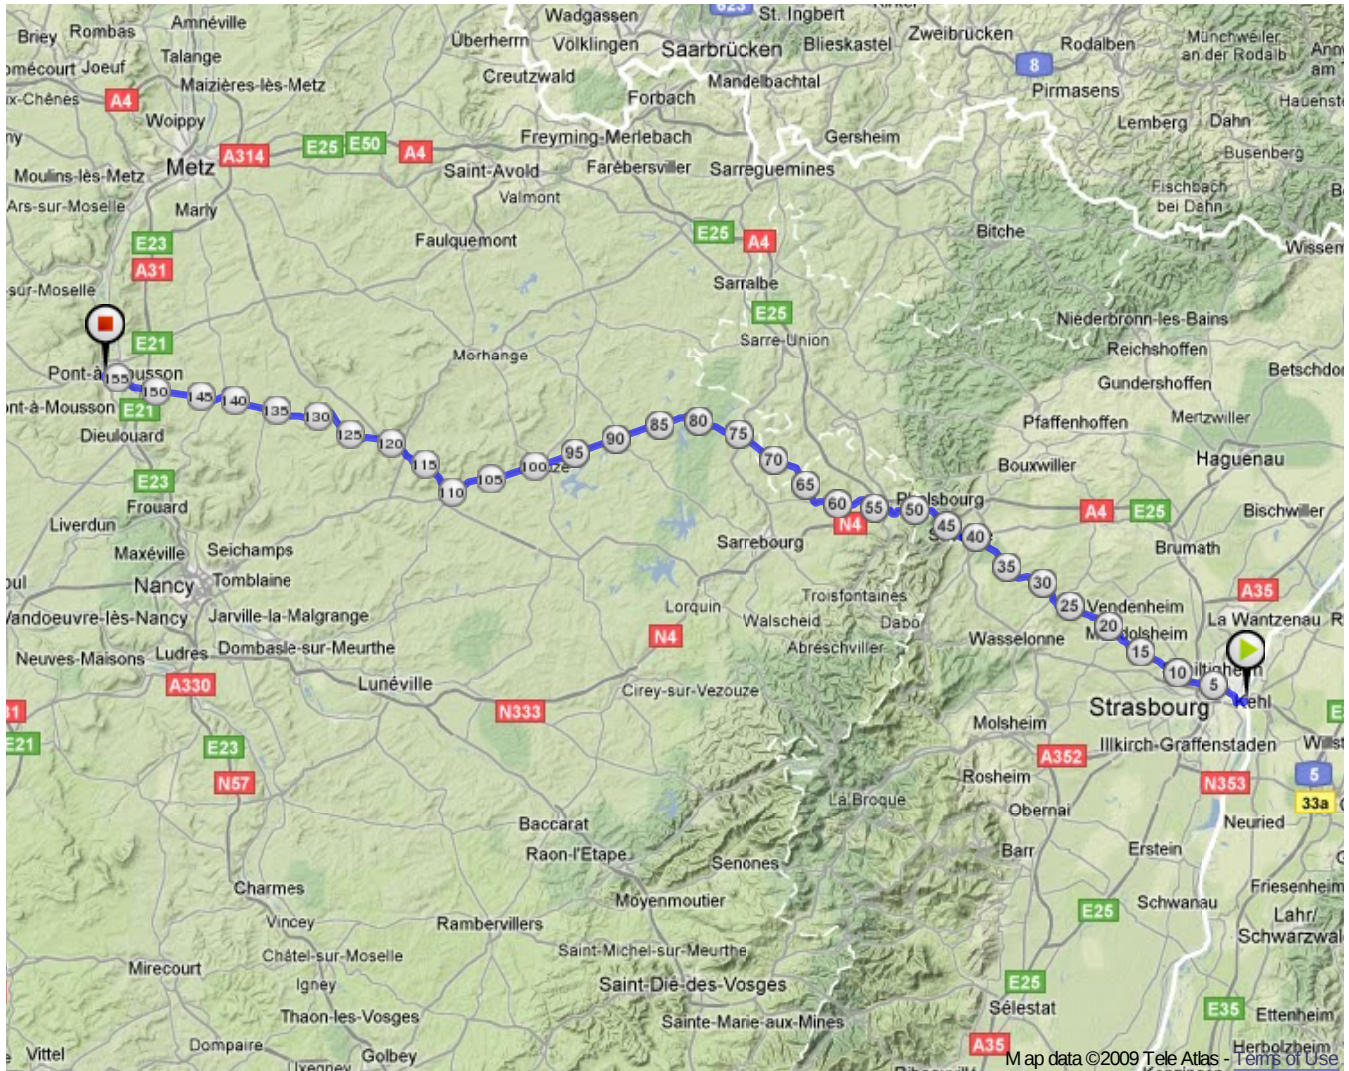 Wadgassen
623
St. Ingbert
Amnéville
Briey
Rombas
Überherrn
Völklingen
Saarbrücken
Blieskastel
Zweibrücken
Rodalben
Münchweiler
an der Rodalb
Talange
Joeuf
Creutzwald
Mandelbachtal
8
Pirmasens
Maizières-lès-Metz
A4
Forbach
Woippy
Freyming-Merlebach
Gersheim
Lemberg
Dahn
Metz
A314
E25
E50
A4
Saint-Avold
Farébersviller
Sarreguemines
Busenberg
Moulins-lès-Metz
Valmont
Fischbach
bei Dahn
Ars-sur-Moselle
Marly
E23
Faulquemont
E25
A4
Bitche
A31
Sarralbe
-sur-Moselle
E25
Niederbronn-les-Bains
E21
Sarre-Union
Reichshoffen
Morhange
155
150
145
140
135
130
125
120
115
110
105
100
95
90
85
80
75
70
65
60
55
50
45
40
35
30
25
20
15
10
5
Gundershoffen
E21
Dieulouard
Pfaffenhoffen
Mertzwiller
Bouxwiller
Haguenau
E23
Frouard
Liverdun
N4
A4
E25
Bischwiller
Maxéville
Seichamps
Sarrebourg
Brumath
Nancy
Tomblaine
Troisfontaines
A35
Vandoeuvre-lès-Nancy
Jarville-la-Malgrange
Lorquin
Walscheid
Dabo
Vendenheim
La Wantzenau
Neuves-Maisons
Ludres
Dombasle-sur-Meurthe
N4
Abreschviller
Wasselonne
A330
Lunéville
Cirey-sur-Vezouze
N333
Strasbourg
Kehl
E21
E23
Molsheim
Illkirch-Graffenstaden
A352
N57
Rosheim
N353
5
33a
La Broque
Obernai
Neuried
Baccarat
Raon-l'Etape
Senones
Barr
Erstein
Charmes
Moyenmoutier
Friesenheim
Vincey
Rambervillers
E25
Schwanau
Lahr/
Schwarzwal
Châtel-sur-Moselle
Saint-Michel-sur-Meurthe
Mirecourt
Igney
Saint-Dié-des-Vosges
E25
Thaon-les-Vosges
Sainte-Marie-aux-Mines
Sélestat
E35
Ettenheim
Dompaire
Vittel
Golbey
A35
Herbolzheim
Map data ©2009 Tele Atlas - Terms of Use